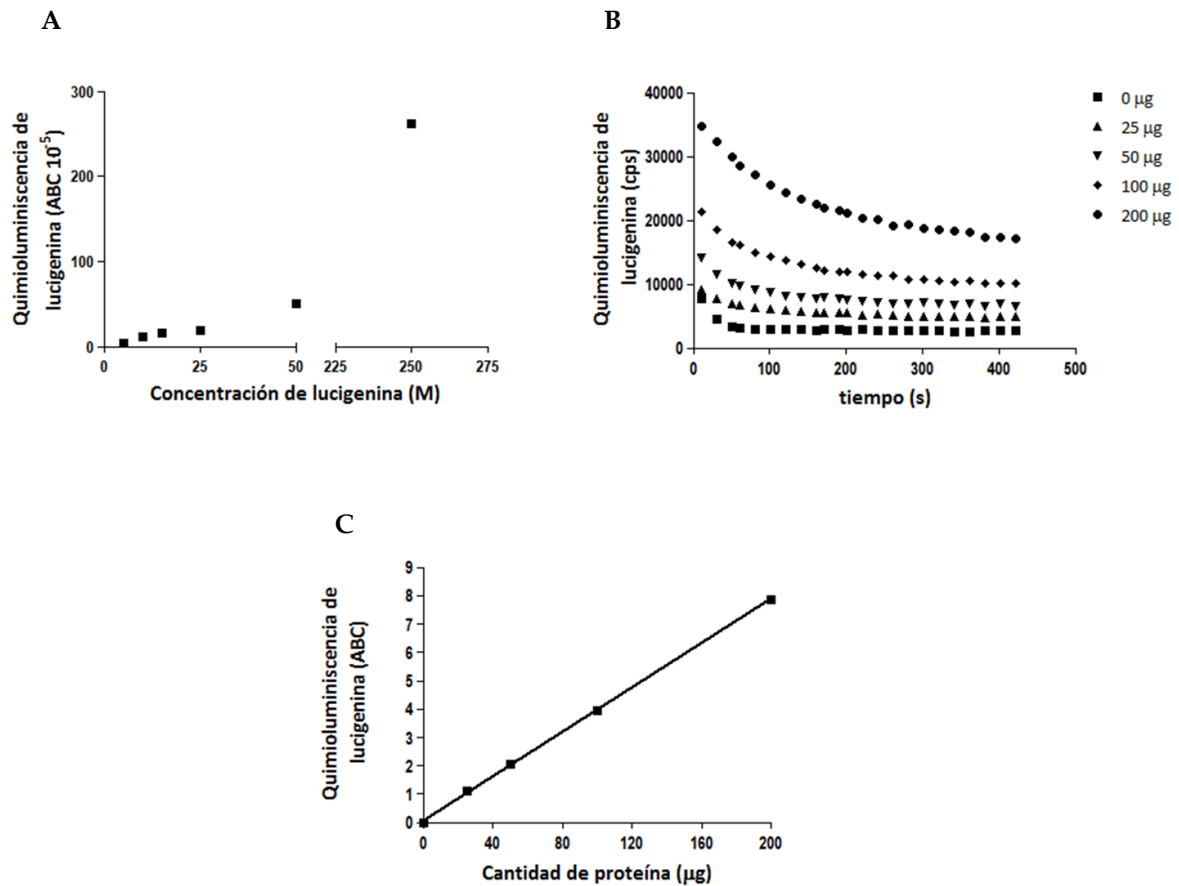 A
Quimioluminiscencia de
lucigenina (ABC 10⁻⁵)
300
200
100
0
0 25 50 225 250 275
Concentración de lucigenina (M)
B
Quimioluminiscencia de
lucigenina (cps)
40000
30000
20000
10000
0
0 100 200 300 400 500
tiempo (s)
0 µg
25 µg
50 µg
100 µg
200 µg
C
Quimioluminiscencia de
lucigenina (ABC)
9
8
7
6
5
4
3
2
1
0
0 40 80 120 160 200
Cantidad de proteína (µg)